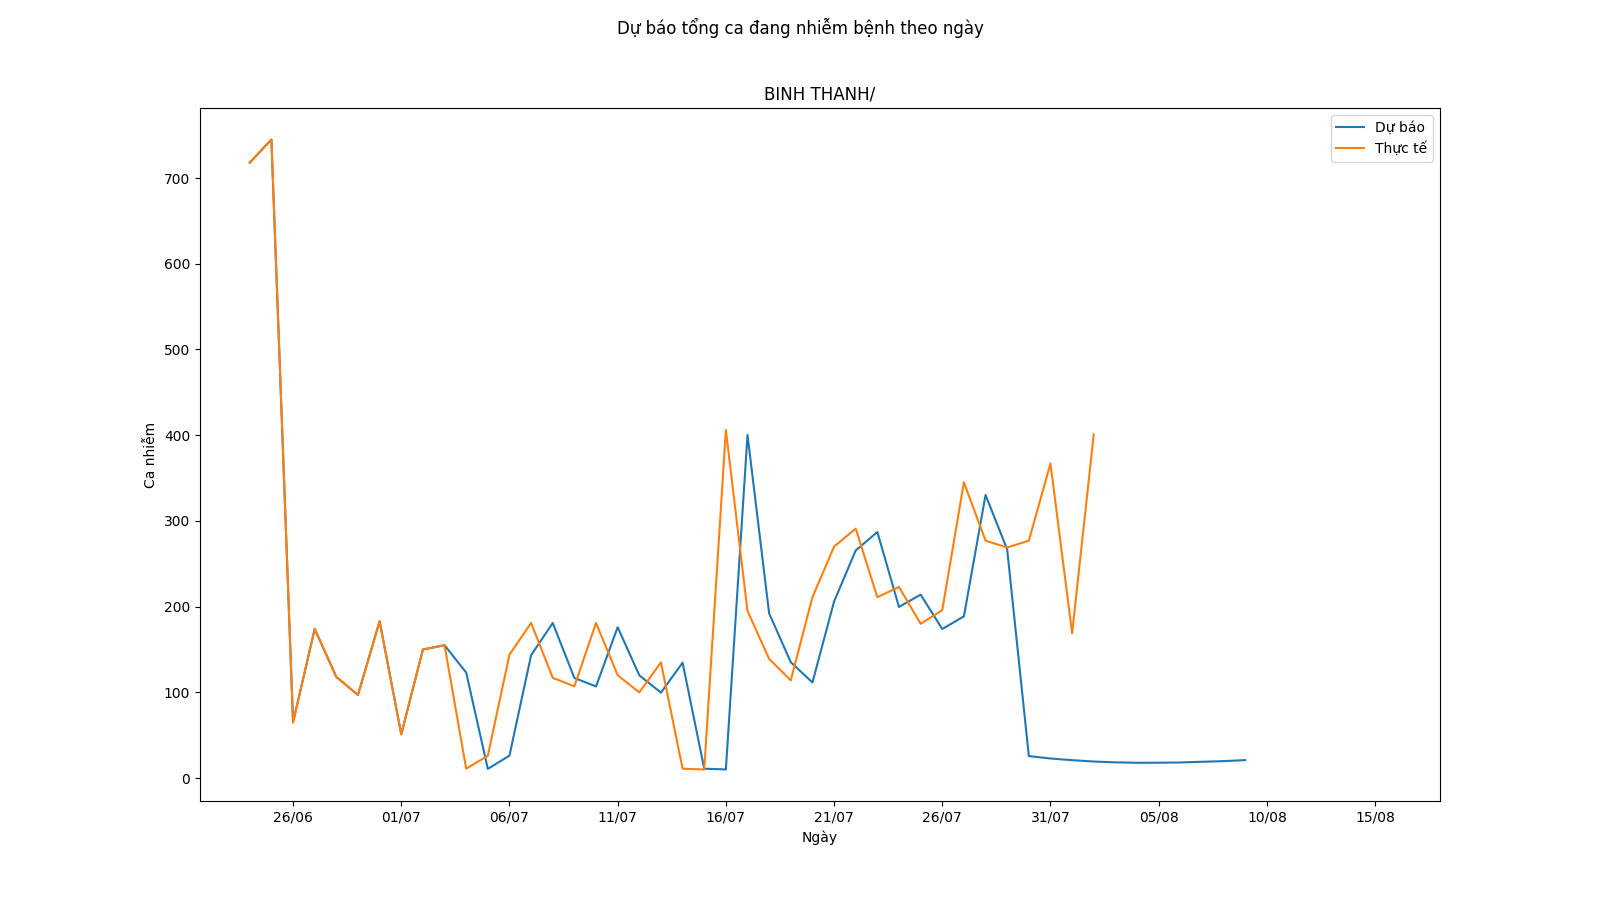 Dự báo tổng ca đang nhiễm bệnh theo ngày
BINH THANH/
Dự báo
Thực tế
700
600
500
400
300
200
100
0
Ca nhiễm
26/06 01/07 06/07 11/07 16/07 21/07 26/07 31/07 05/08 10/08 15/08
Ngày